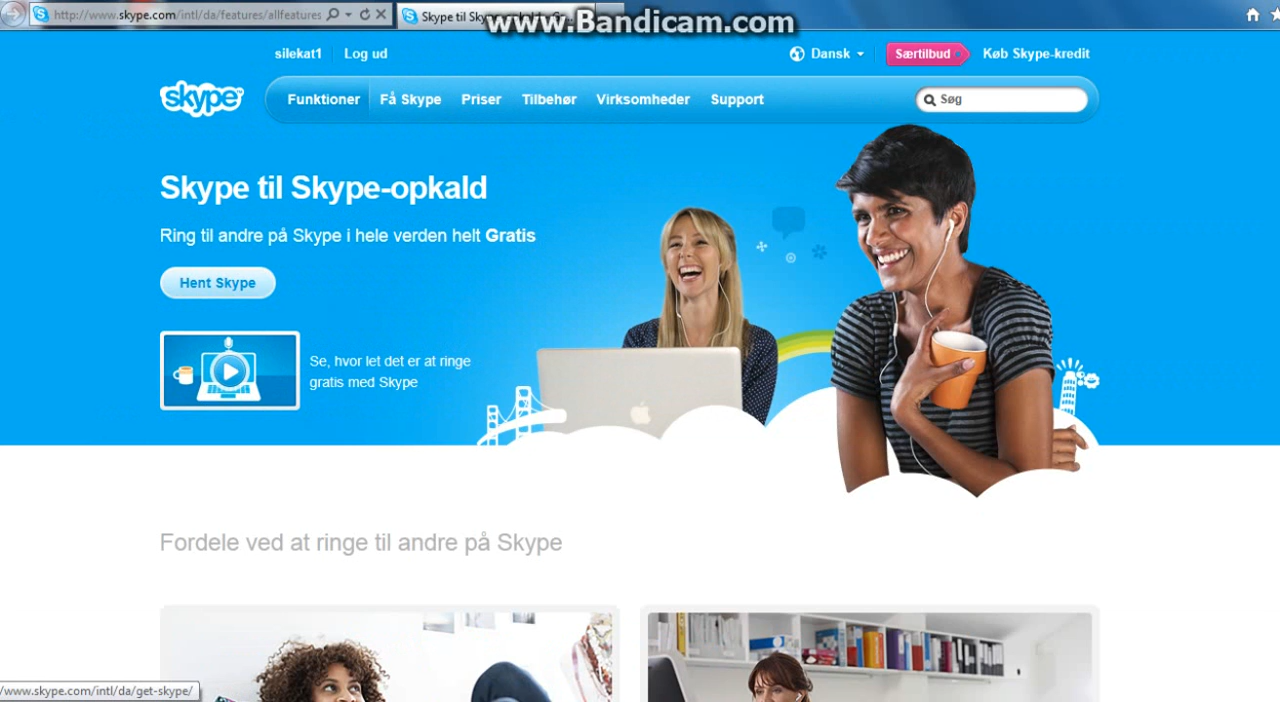 http://www.skype.com/intl/da/features/allfeatures
www.Bandicam.com
silekat1
Log ud
Dansk
Særtilbud
Køb Skype-kredit
skype
Funktioner
Få Skype
Priser
Tilbehør
Virksomheder
Support
Søg
Skype til Skype-opkald
Ring til andre på Skype i hele verden helt Gratis
Hent Skype
Se, hvor let det er at ringe
gratis med Skype
Fordele ved at ringe til andre på Skype
/www.skype.com/intl/da/get-skype/